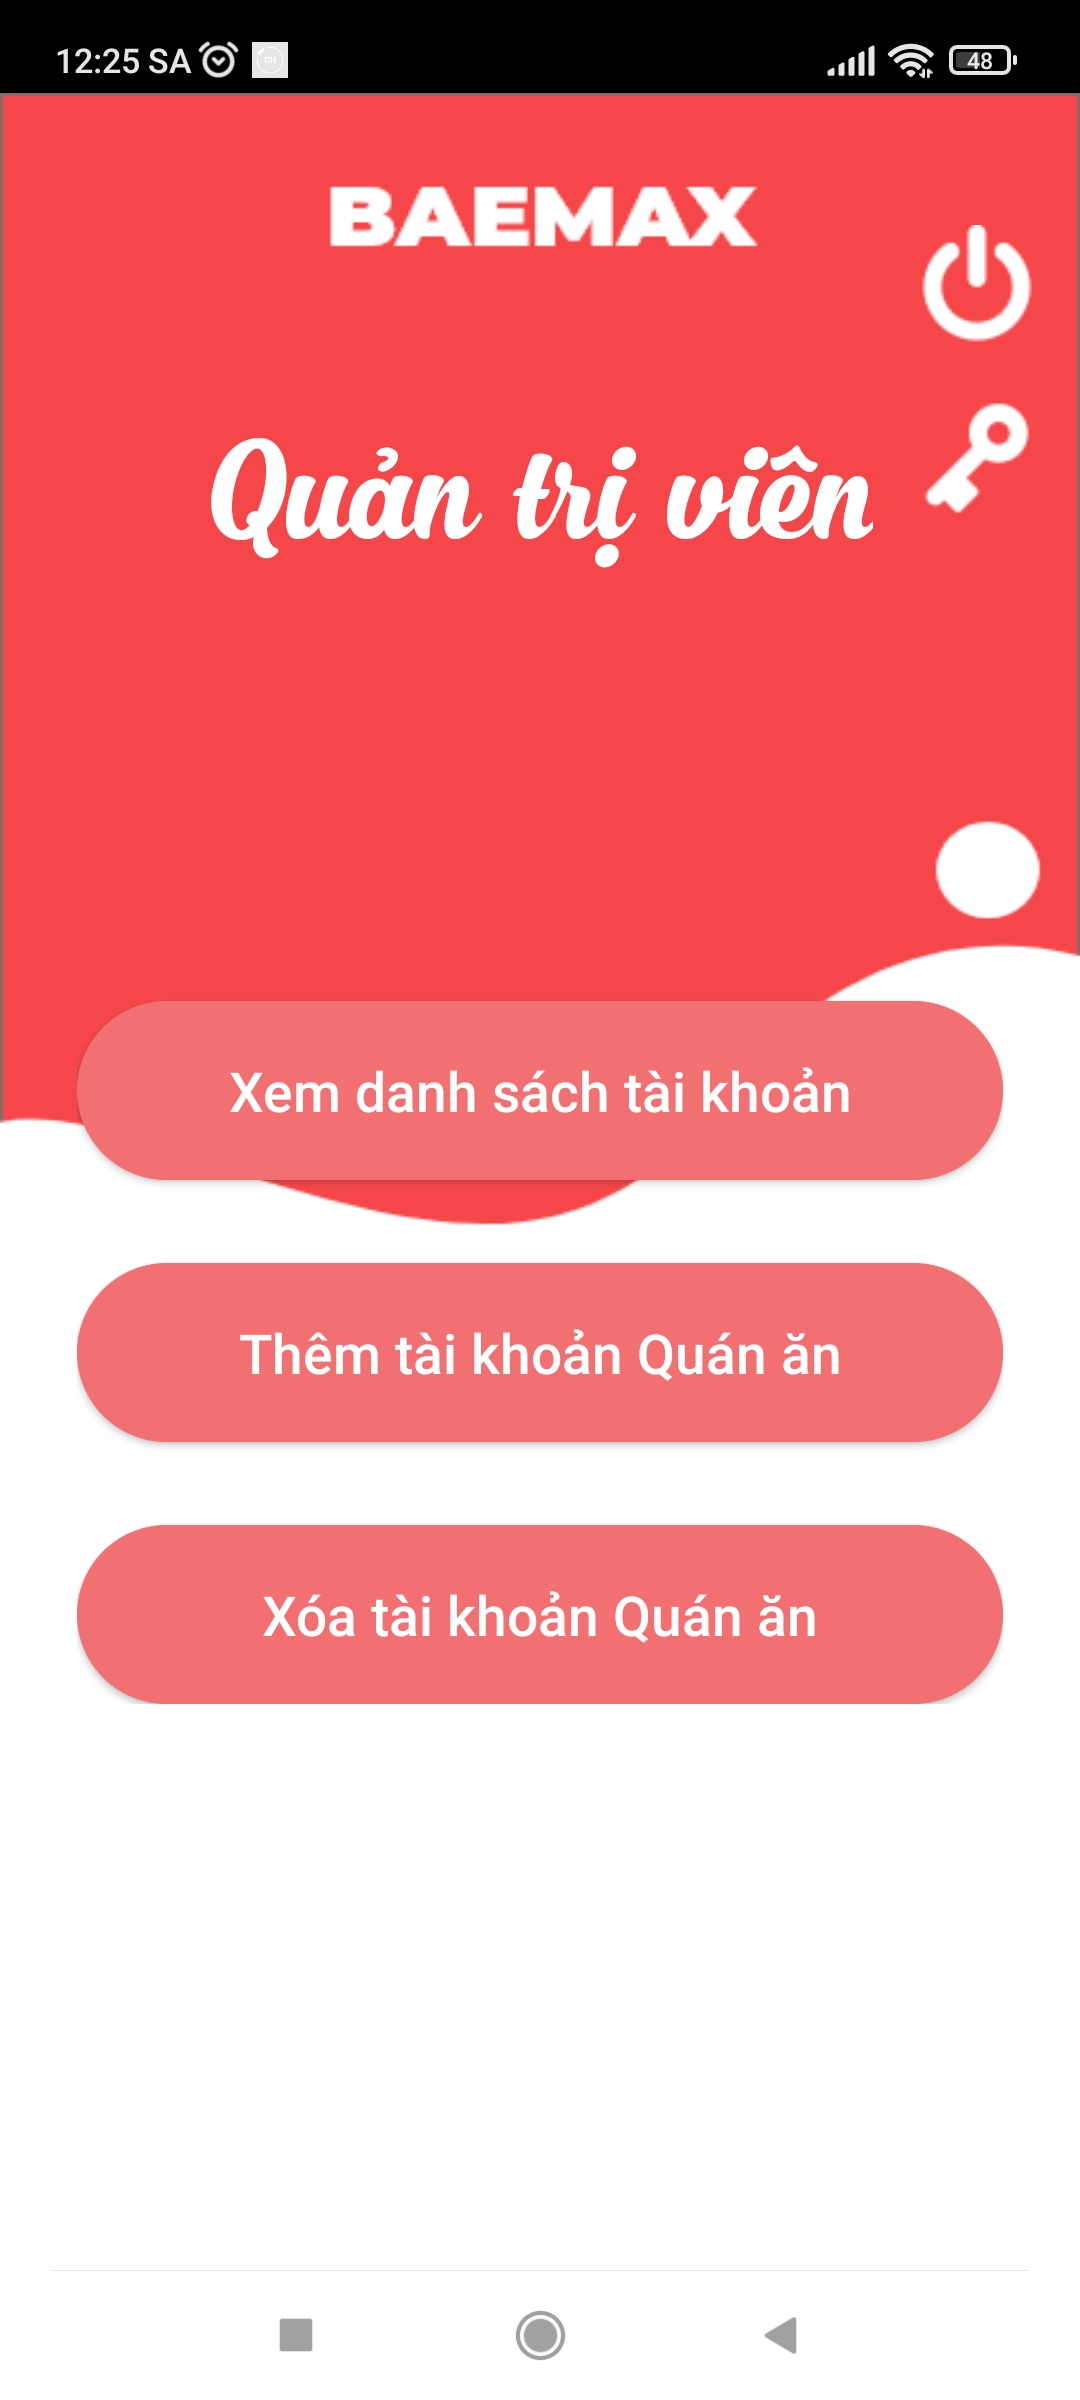 12:25 SA
48
BAEMAX
Quản trị viên
Xem danh sách tài khoản
Thêm tài khoản Quán ăn
Xóa tài khoản Quán ăn